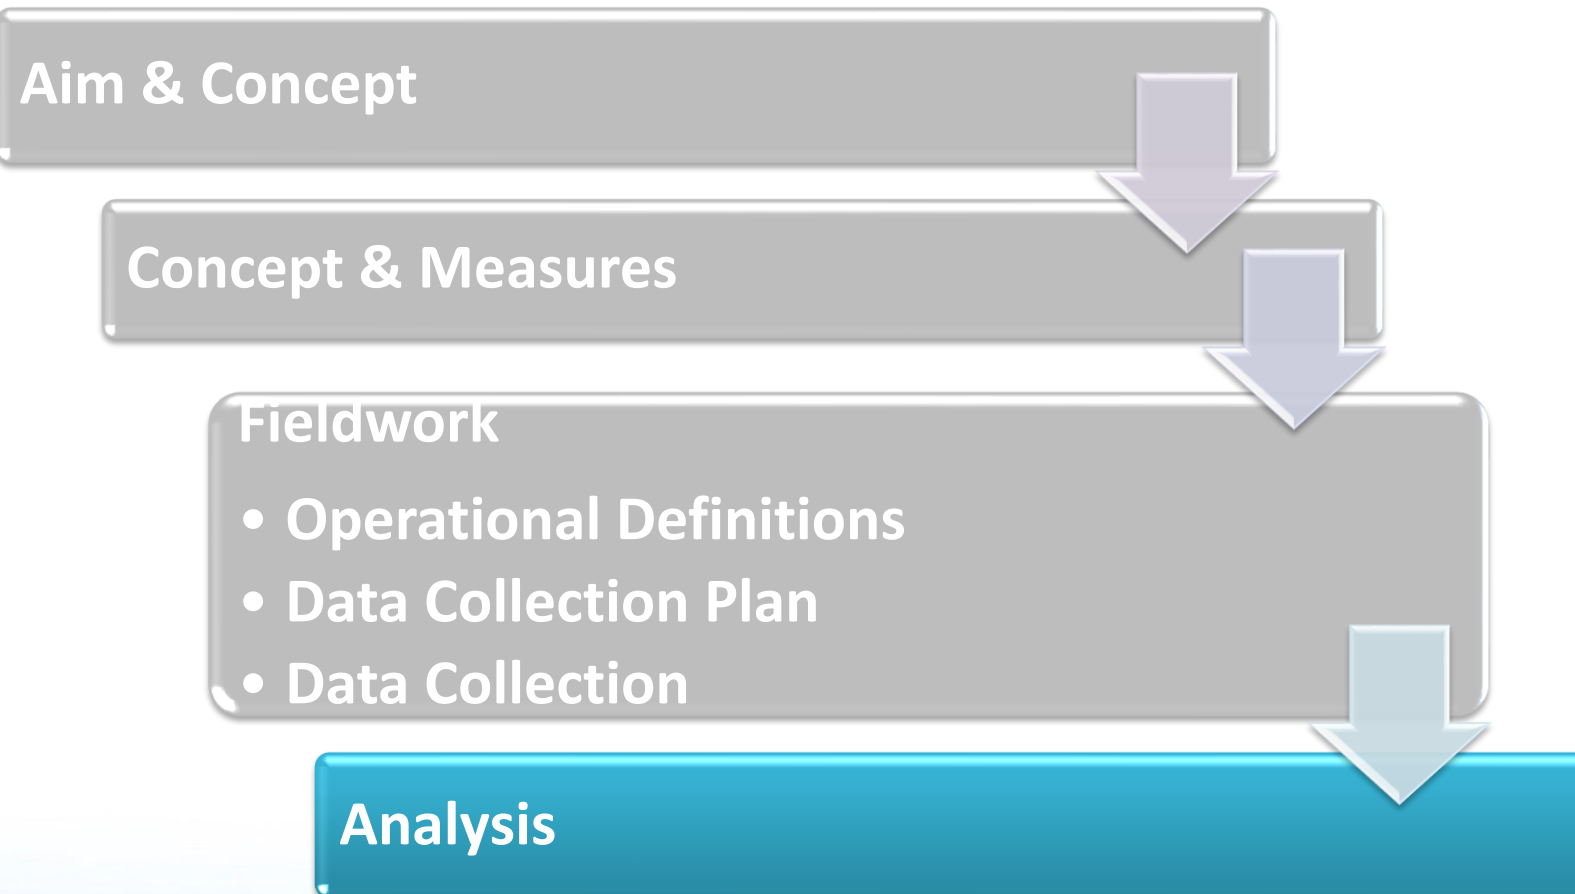 Aim & Concept
Concept & Measures
Fieldwork
• Operational Definitions
• Data Collection Plan
• Data Collection
Analysis